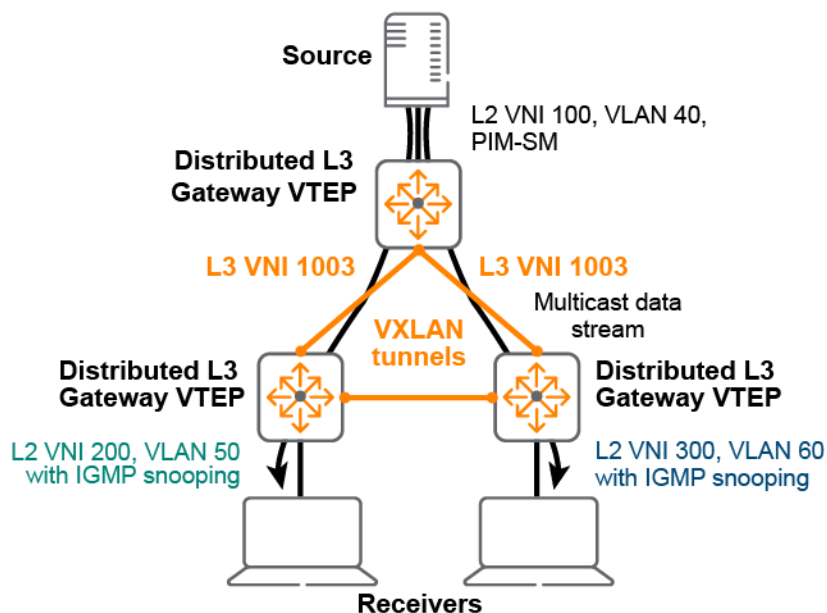 Source
L2 VNI 100, VLAN 40,
PIM-SM
Distributed L3
Gateway VTEP
L3 VNI 1003
L3 VNI 1003
Multicast data
stream
VXLAN
tunnels
Distributed L3
Gateway VTEP
Distributed L3
Gateway VTEP
L2 VNI 200, VLAN 50
with IGMP snooping
L2 VNI 300, VLAN 60
with IGMP snooping
Receivers